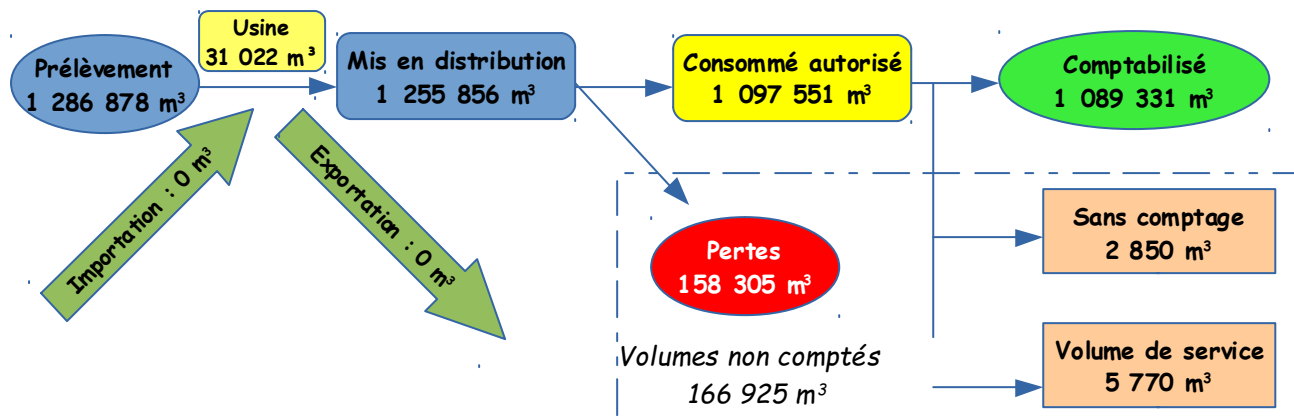 Usine
31 022 m³
Prélèvement
1 286 878 m³
Mis en distribution
1 255 856 m³
Consommé autorisé
1 097 551 m³
Comptabilisé
1 089 331 m³
Importation : 0 m³
Exportation : 0 m³
Pertes
158 305 m³
Sans comptage
2 850 m³
Volumes non comptés
166 925 m³
Volume de service
5 770 m³